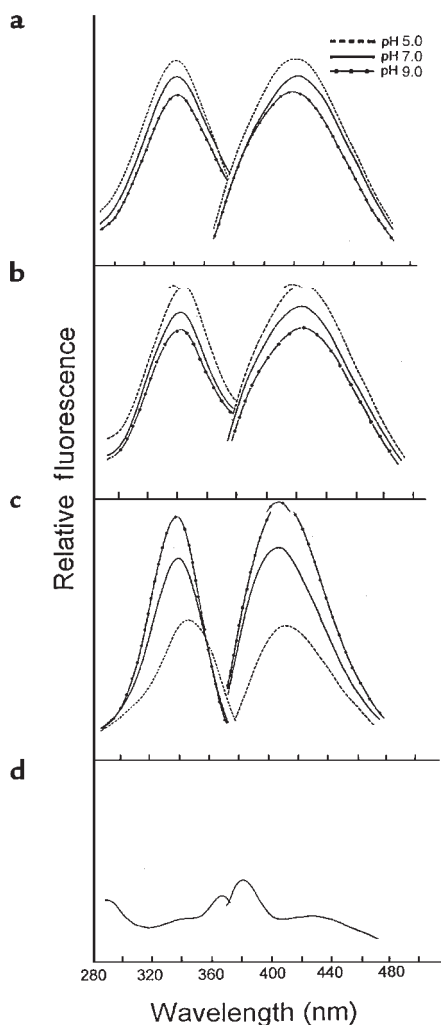 a
pH 5.0
pH 7.0
pH 9.0
b
c
d
Relative fluorescence
280 320 360 400 440 480
Wavelength (nm)